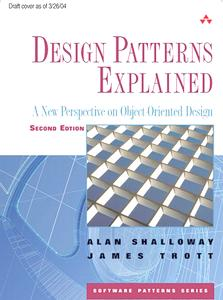 Draft cover as of 3/26/04
DESIGN PATTERNS
EXPLAINED
A New Perspective on Object-Oriented Design
SECOND EDITION
ALAN SHALLOWAY
JAMES TROTT
SOFTWARE PATTERNS SERIES